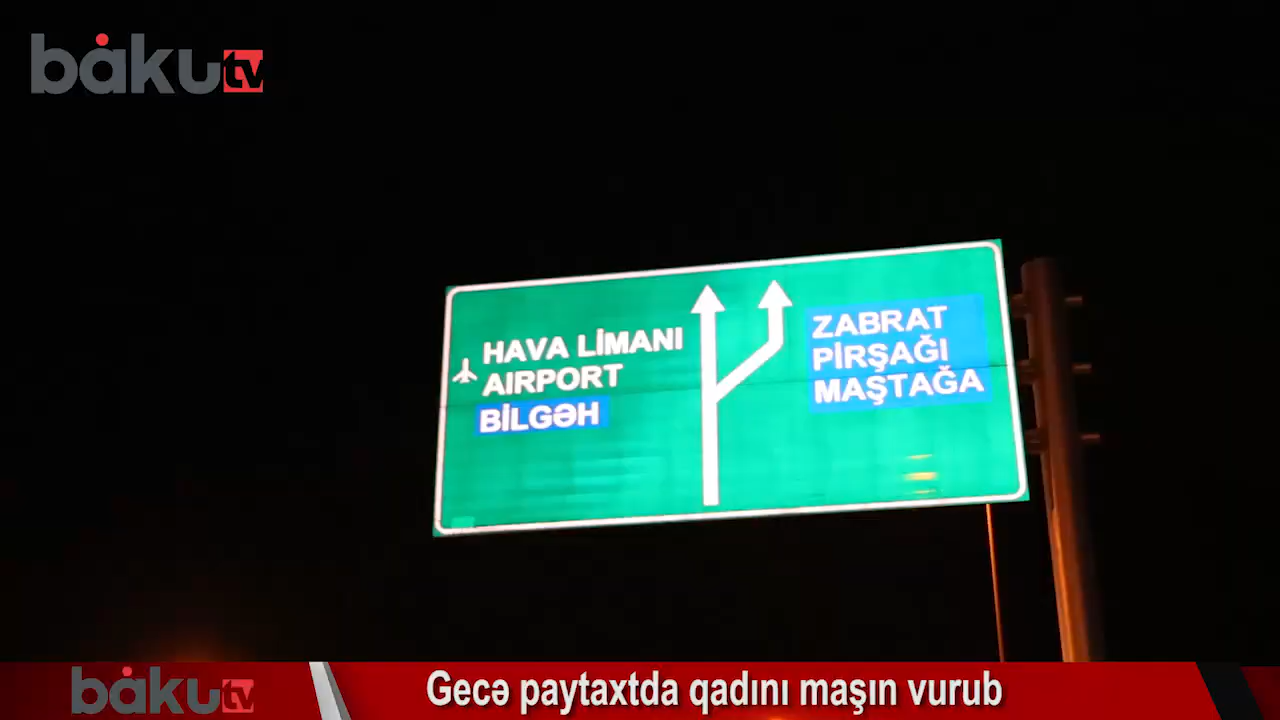 bakutv
HAVA LİMANI
AIRPORT
BİLGƏH
ZABRAT
PİRŞAĞI
MAŞTAĞA
bakutv
Gecə paytaxtda qadını maşın vurub